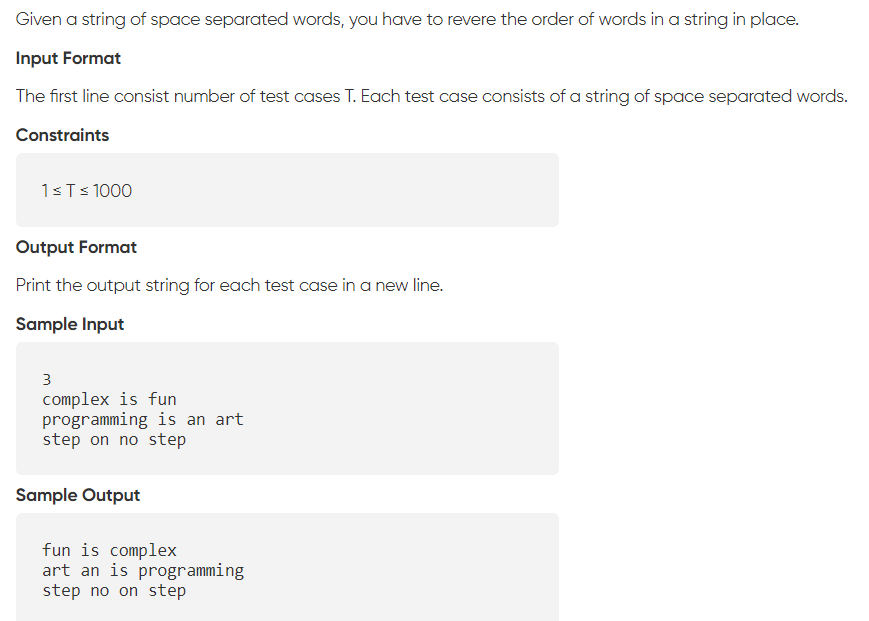 Given a string of space separated words, you have to revere the order of words in a string in place.
Input Format
The first line consist number of test cases T. Each test case consists of a string of space separated words.
Constraints
1 ≤ T ≤ 1000
Output Format
Print the output string for each test case in a new line.
Sample Input
3
complex is fun
programming is an art
step on no step
Sample Output
fun is complex
art an is programming
step no on step